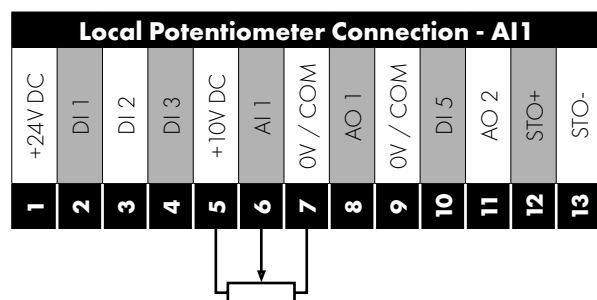 Local Potentiometer Connection - AI1
+24V DC
DI 1
DI 2
DI 3
+10V DC
AI 1
0V / COM
AO 1
0V / COM
DI 5
AO 2
STO+
STO-
1
2
3
4
5
6
7
8
9
10
11
12
13